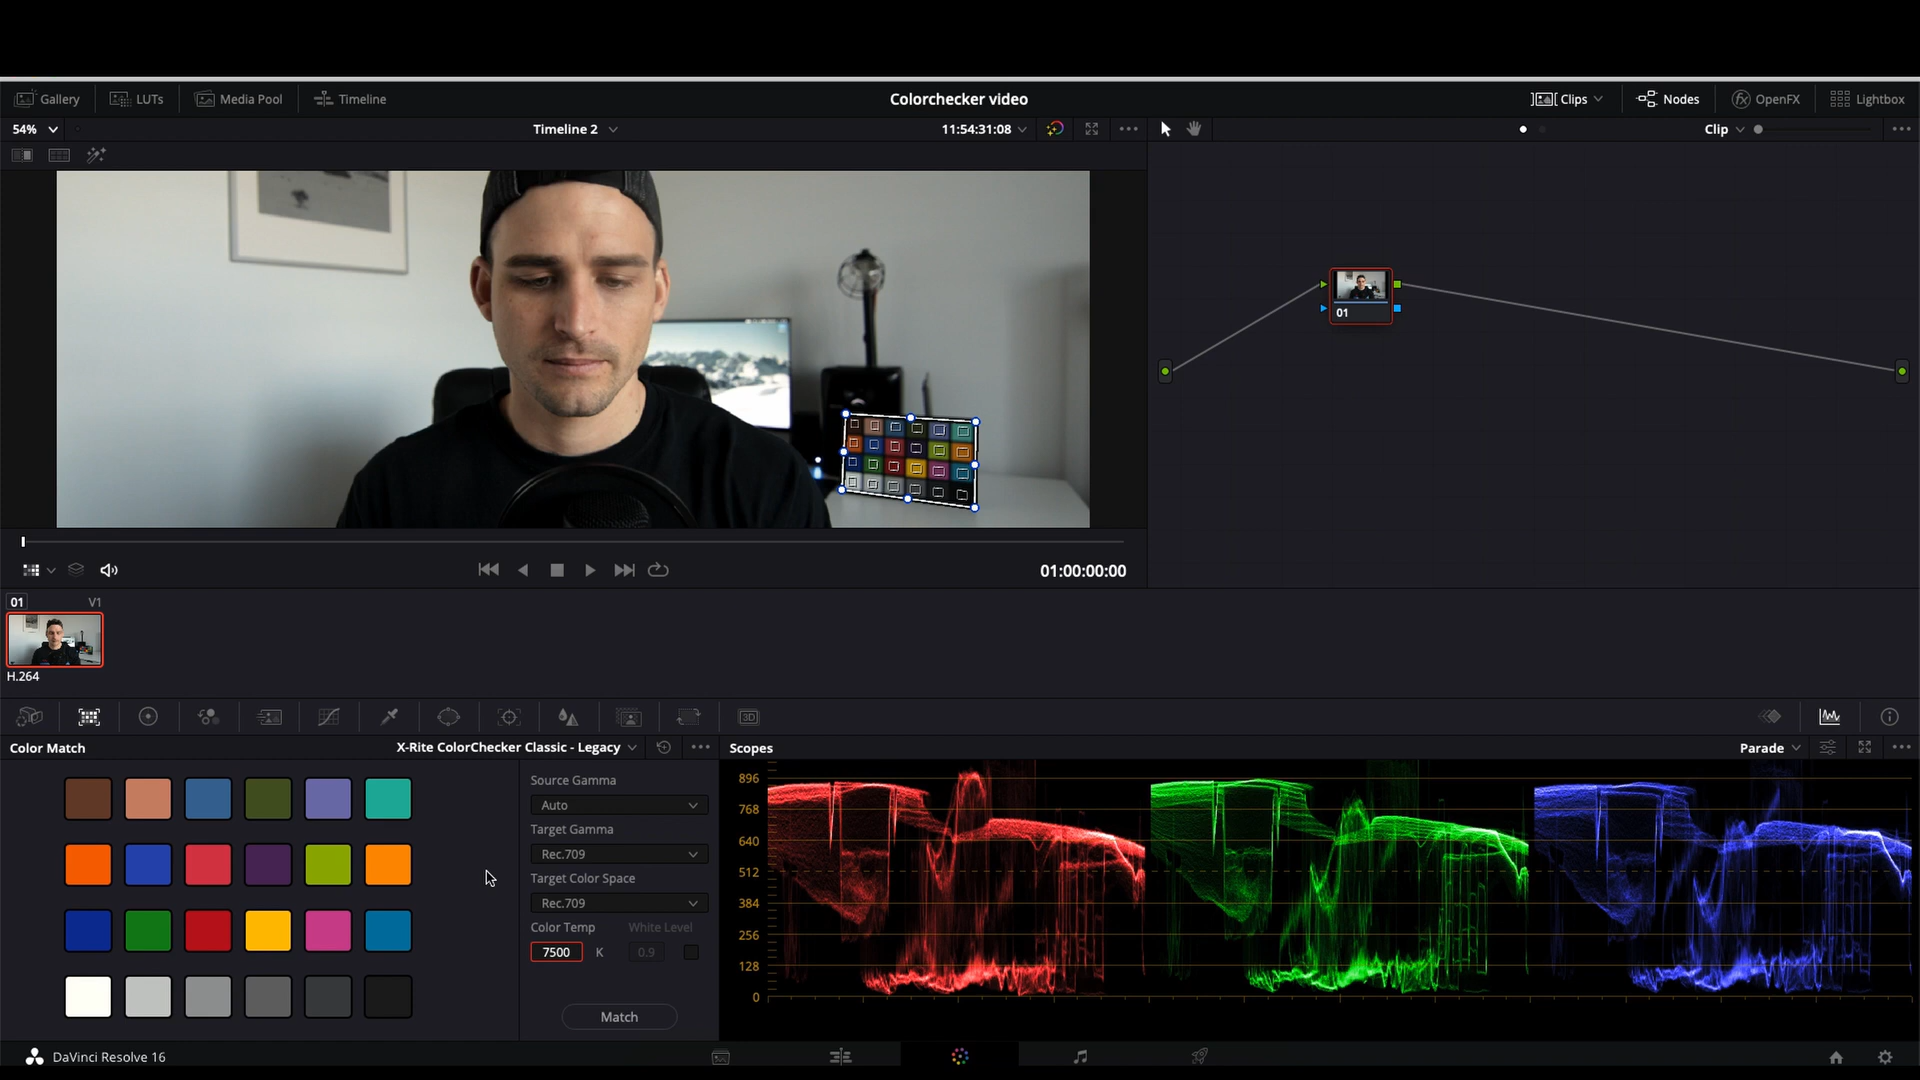 Gallery LUTs Media Pool Timeline Colorchecker video Clips Nodes OpenFX Lightbox
54% Timeline 2 11:54:31:08 Clip
01
01:00:00:00
01 V1
H.264
3D
Color Match X-Rite ColorChecker Classic - Legacy Scopes Parade
Source Gamma
Auto
Target Gamma
Rec.709
Target Color Space
Rec.709
Color Temp White Level
7500 K 0.9
Match
896
768
640
512
384
256
128
0
DaVinci Resolve 16